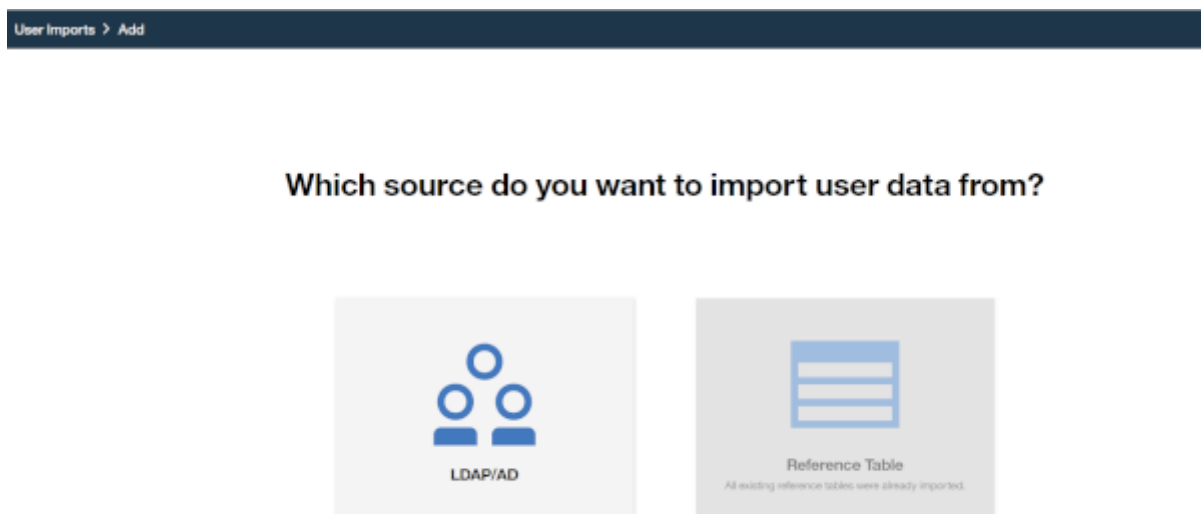 User Imports > Add
Which source do you want to import user data from?
LDAP/AD
Reference Table
All existing reference tables were already imported.